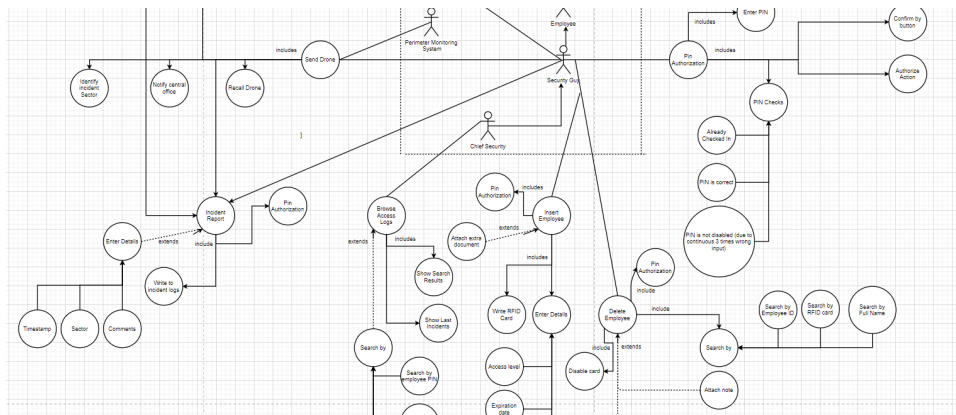 Enter PIN
Employee
includes
Confirm by
button
Perimeter Monitoring
System
includes
Send Drone
Pin
Authorization
includes
Identify
incident
Sector
Notify central
office
Recall Drone
Security Guy
Authorize
Action
PIN Checks
Already
Checked In
Chief Security
PIN is correct
Pin
Authorization
includes
Pin
Authorization
Incident
Report
Browse
Access
Logs
Insert
Employee
Enter Details
extends
include
extends
includes
Attach extra
document
extends
PIN is not disabled (due to
continuous 3 times wrong
input)
includes
Pin
Authorization
include
Show Search
Results
Write to
incident logs
Timestamp
Sector
Comments
Show Last
Incidents
Write RFID
Card
Enter Details
Delete
Employee
include
Search by
Employee ID
Search by
RFID card
Search by
Full Name
Search by
include
extends
Search by
Access level
Disable card
Search by
employee PIN
Attach note
Expiration
date